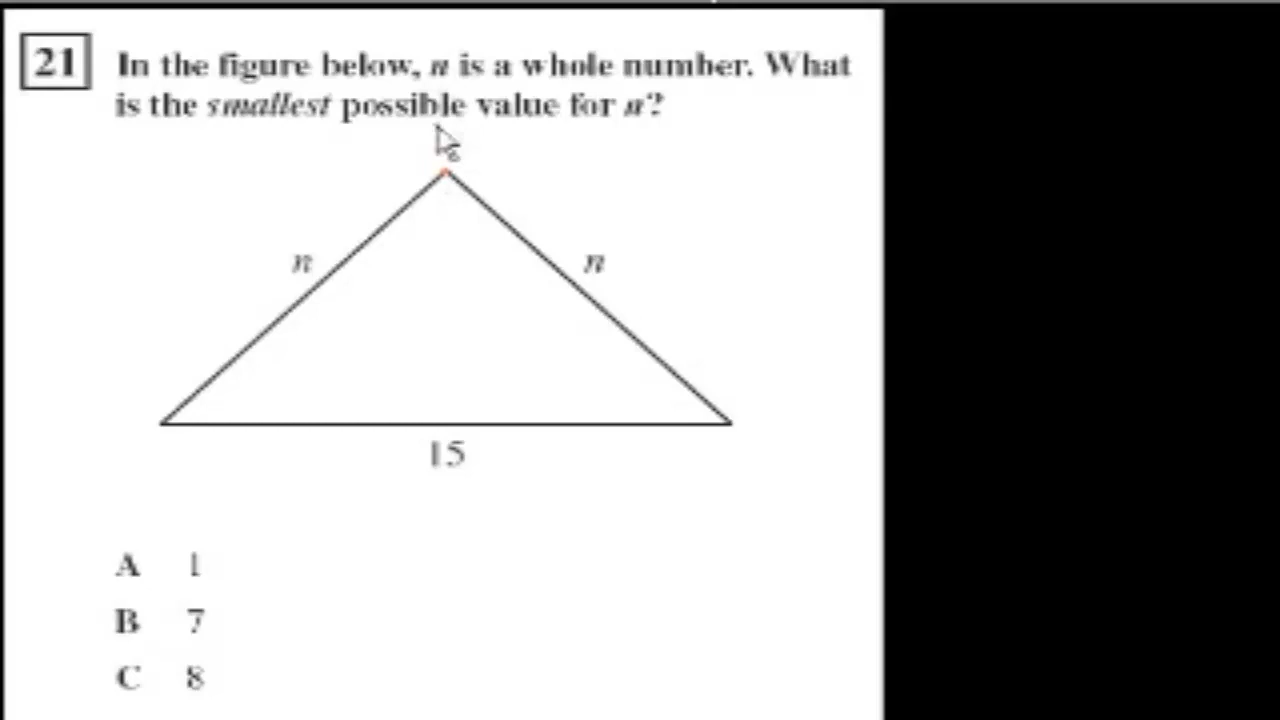 21 In the figure below, n is a whole number. What
is the smallest possible value for n?
n n
15
A 1
B 7
C 8